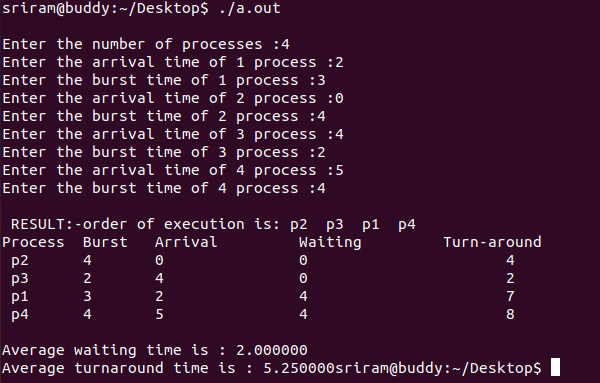 sriram@buddy:~/Desktop$ ./a.out
Enter the number of processes :4
Enter the arrival time of 1 process :2
Enter the burst time of 1 process :3
Enter the arrival time of 2 process :0
Enter the burst time of 2 process :4
Enter the arrival time of 3 process :4
Enter the burst time of 3 process :2
Enter the arrival time of 4 process :5
Enter the burst time of 4 process :4
RESULT:-order of execution is: p2 p3 p1 p4
Process Burst Arrival Waiting Turn-around
p2 4 0 0 4
p3 2 4 0 2
p1 3 2 4 7
p4 4 5 4 8
Average waiting time is : 2.000000
Average turnaround time is : 5.250000sriram@buddy:~/Desktop$